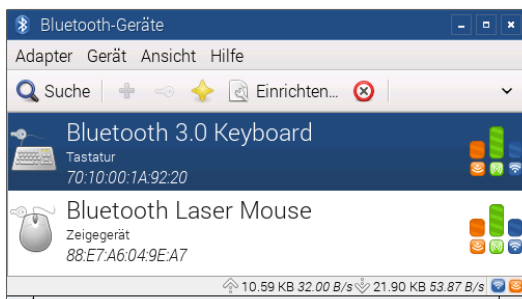 Bluetooth-Geräte
Adapter Gerät Ansicht Hilfe
Suche Einrichten...
Bluetooth 3.0 Keyboard
Tastatur
70:10:00:1A:92:20
Bluetooth Laser Mouse
Zeigegerät
88:E7:A6:04:9E:A7
10.59 KB 32.00 B/s 21.90 KB 53.87 B/s